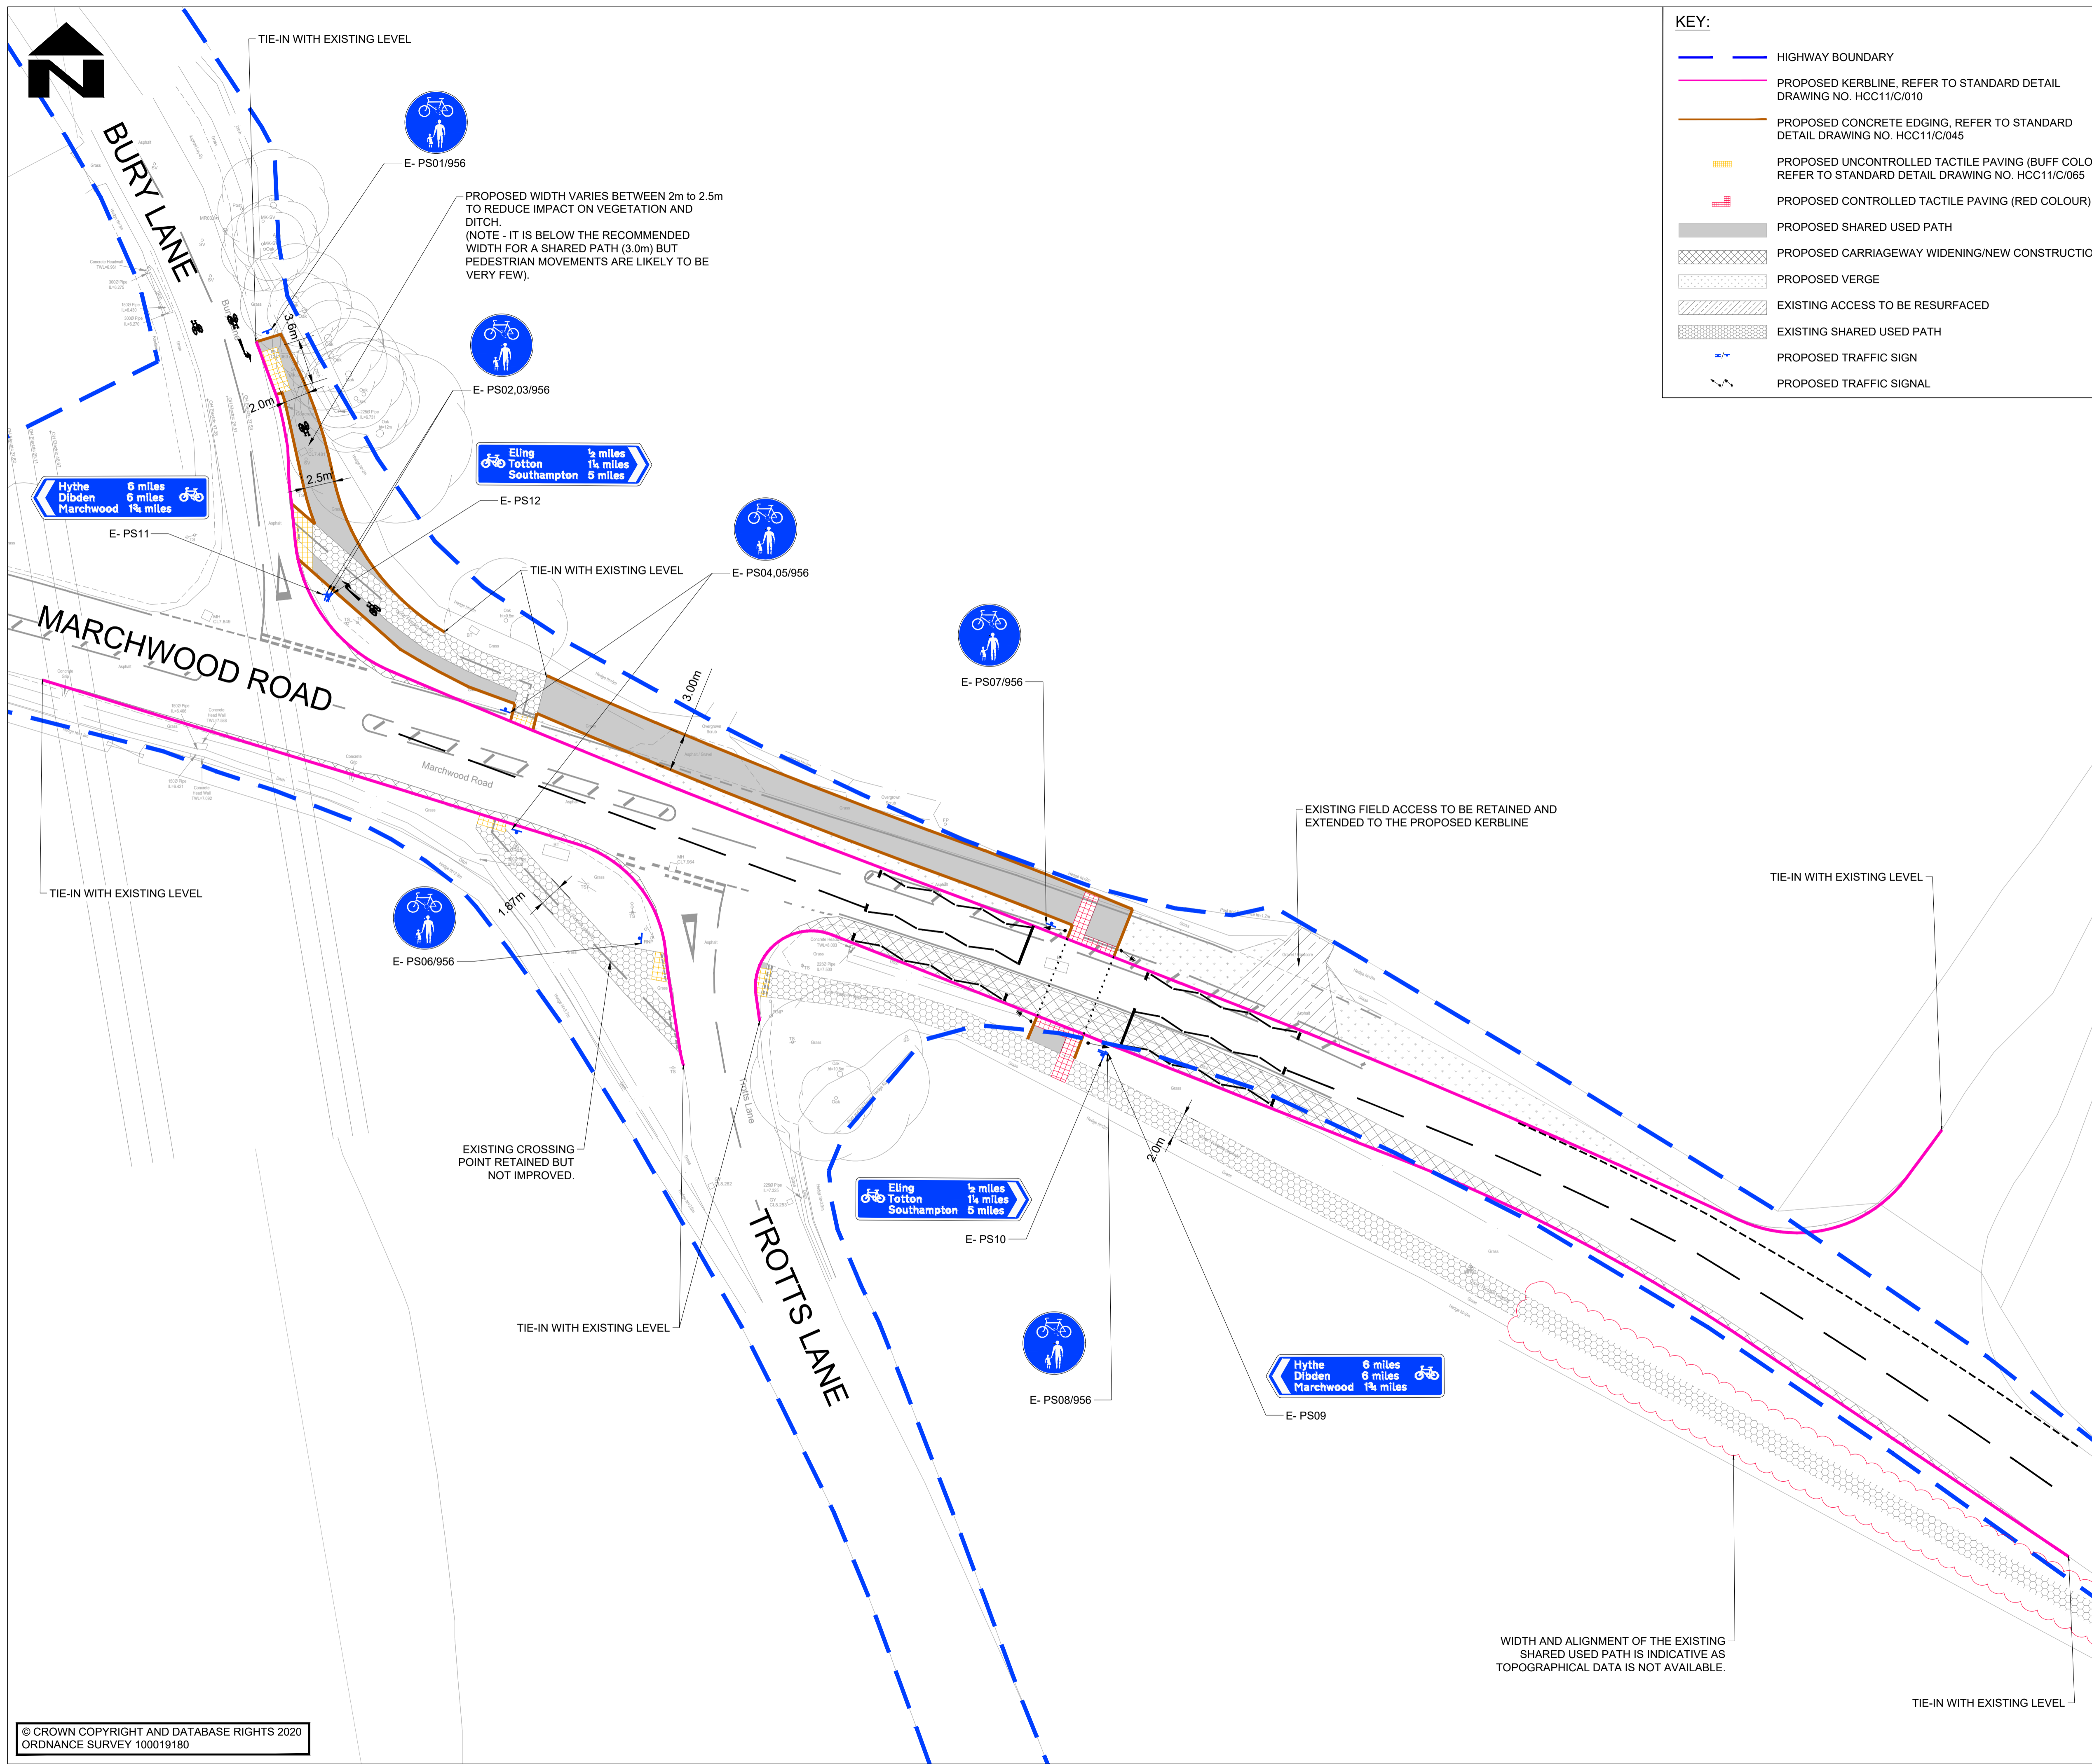 N
TIE-IN WITH EXISTING LEVEL
BURY LANE
E- PS01/956
PROPOSED WIDTH VARIES BETWEEN 2m to 2.5m
TO REDUCE IMPACT ON VEGETATION AND
DITCH.
(NOTE - IT IS BELOW THE RECOMMENDED
WIDTH FOR A SHARED PATH (3.0m) BUT
PEDESTRIAN MOVEMENTS ARE LIKELY TO BE
VERY FEW).
3.6m
E- PS02,03/956
2.0m
Eling ½ miles
Totton 1¼ miles
Southampton 5 miles
2.5m
E- PS12
Hythe 6 miles
Dibden 6 miles
Marchwood 1¾ miles
E- PS11
TIE-IN WITH EXISTING LEVEL
E- PS04,05/956
MARCHWOOD ROAD
3.00m
E- PS07/956
Marchwood Road
EXISTING FIELD ACCESS TO BE RETAINED AND
EXTENDED TO THE PROPOSED KERBLINE
TIE-IN WITH EXISTING LEVEL
TIE-IN WITH EXISTING LEVEL
1.87m
E- PS06/956
EXISTING CROSSING
POINT RETAINED BUT
NOT IMPROVED.
Trotts Lane
2.0m
Eling ½ miles
Totton 1¼ miles
Southampton 5 miles
E- PS10
TROTTS LANE
TIE-IN WITH EXISTING LEVEL
E- PS08/956
Hythe 6 miles
Dibden 6 miles
Marchwood 1¾ miles
E- PS09
WIDTH AND ALIGNMENT OF THE EXISTING
SHARED USED PATH IS INDICATIVE AS
TOPOGRAPHICAL DATA IS NOT AVAILABLE.
TIE-IN WITH EXISTING LEVEL
© CROWN COPYRIGHT AND DATABASE RIGHTS 2020
ORDNANCE SURVEY 100019180
KEY:
HIGHWAY BOUNDARY
PROPOSED KERBLINE, REFER TO STANDARD DETAIL
DRAWING NO. HCC11/C/010
PROPOSED CONCRETE EDGING, REFER TO STANDARD
DETAIL DRAWING NO. HCC11/C/045
PROPOSED UNCONTROLLED TACTILE PAVING (BUFF COLO
REFER TO STANDARD DETAIL DRAWING NO. HCC11/C/065
PROPOSED CONTROLLED TACTILE PAVING (RED COLOUR)
PROPOSED SHARED USED PATH
PROPOSED CARRIAGEWAY WIDENING/NEW CONSTRUCTIO
PROPOSED VERGE
EXISTING ACCESS TO BE RESURFACED
EXISTING SHARED USED PATH
PROPOSED TRAFFIC SIGN
PROPOSED TRAFFIC SIGNAL